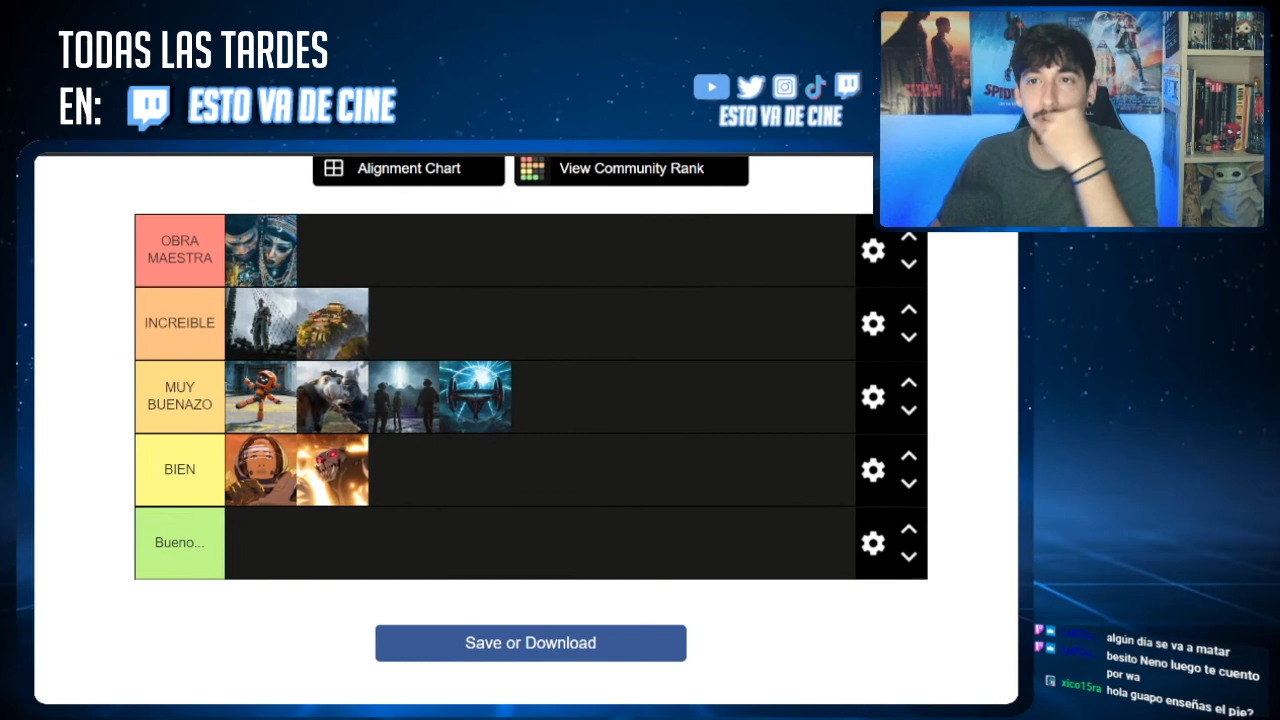 TODAS LAS TARDES
EN: ESTO VA DE CINE
ESTO VA DE CINE
Alignment Chart
View Community Rank
OBRA
MAESTRA
INCREIBLE
MUY
BUENAZO
BIEN
Bueno...
Save or Download
algún día se va a matar
besito Neno luego te cuento
por wa
xico15ra hola guapo enseñas el pie?